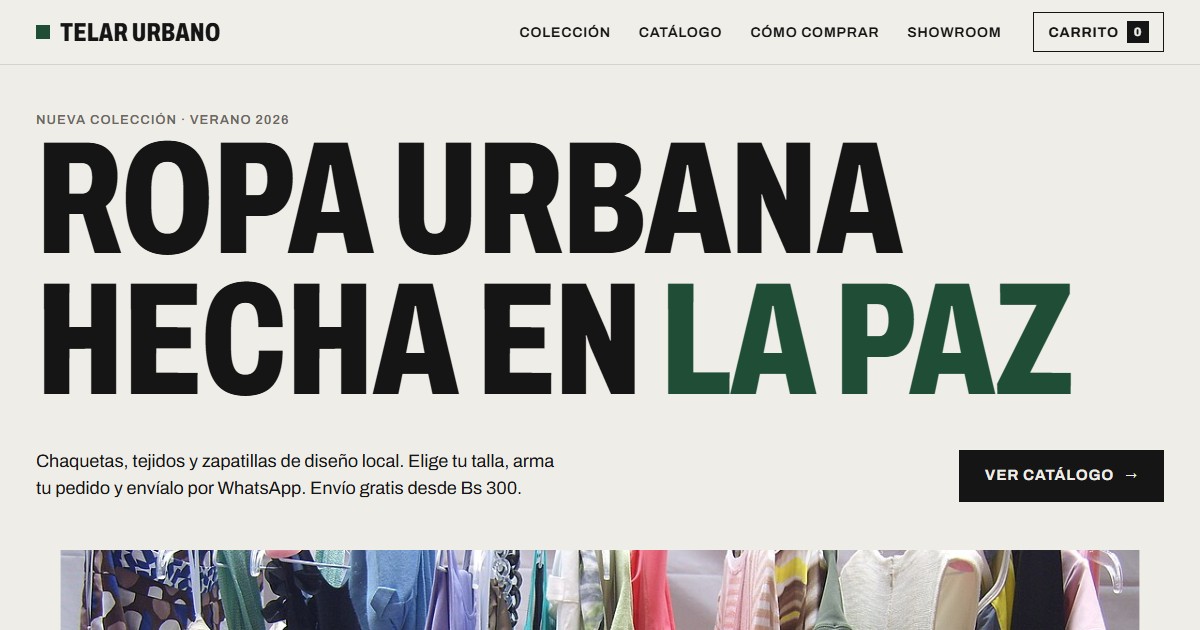 TELAR URBANO
COLECCIÓN
CATÁLOGO
CÓMO COMPRAR
SHOWROOM
CARRITO 0
NUEVA COLECCIÓN · VERANO 2026
ROPA URBANA
HECHA EN LA PAZ
Chaquetas, tejidos y zapatillas de diseño local. Elige tu talla, arma
tu pedido y envíalo por WhatsApp. Envío gratis desde Bs 300.
VER CATÁLOGO →